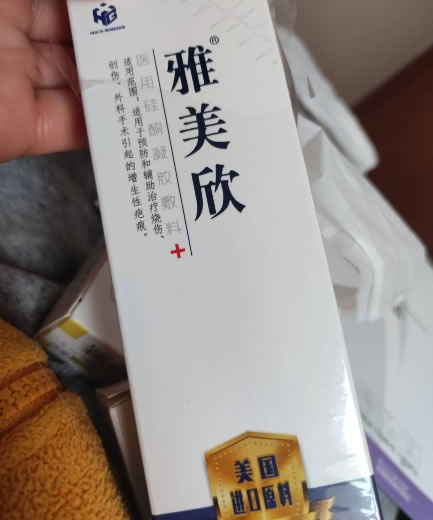 雅美欣®
医用硅酮凝胶敷料
适用范围：适用于预防和辅助治疗烧伤、
创伤、外科手术引起的增生性疤痕。
美国
进口原料